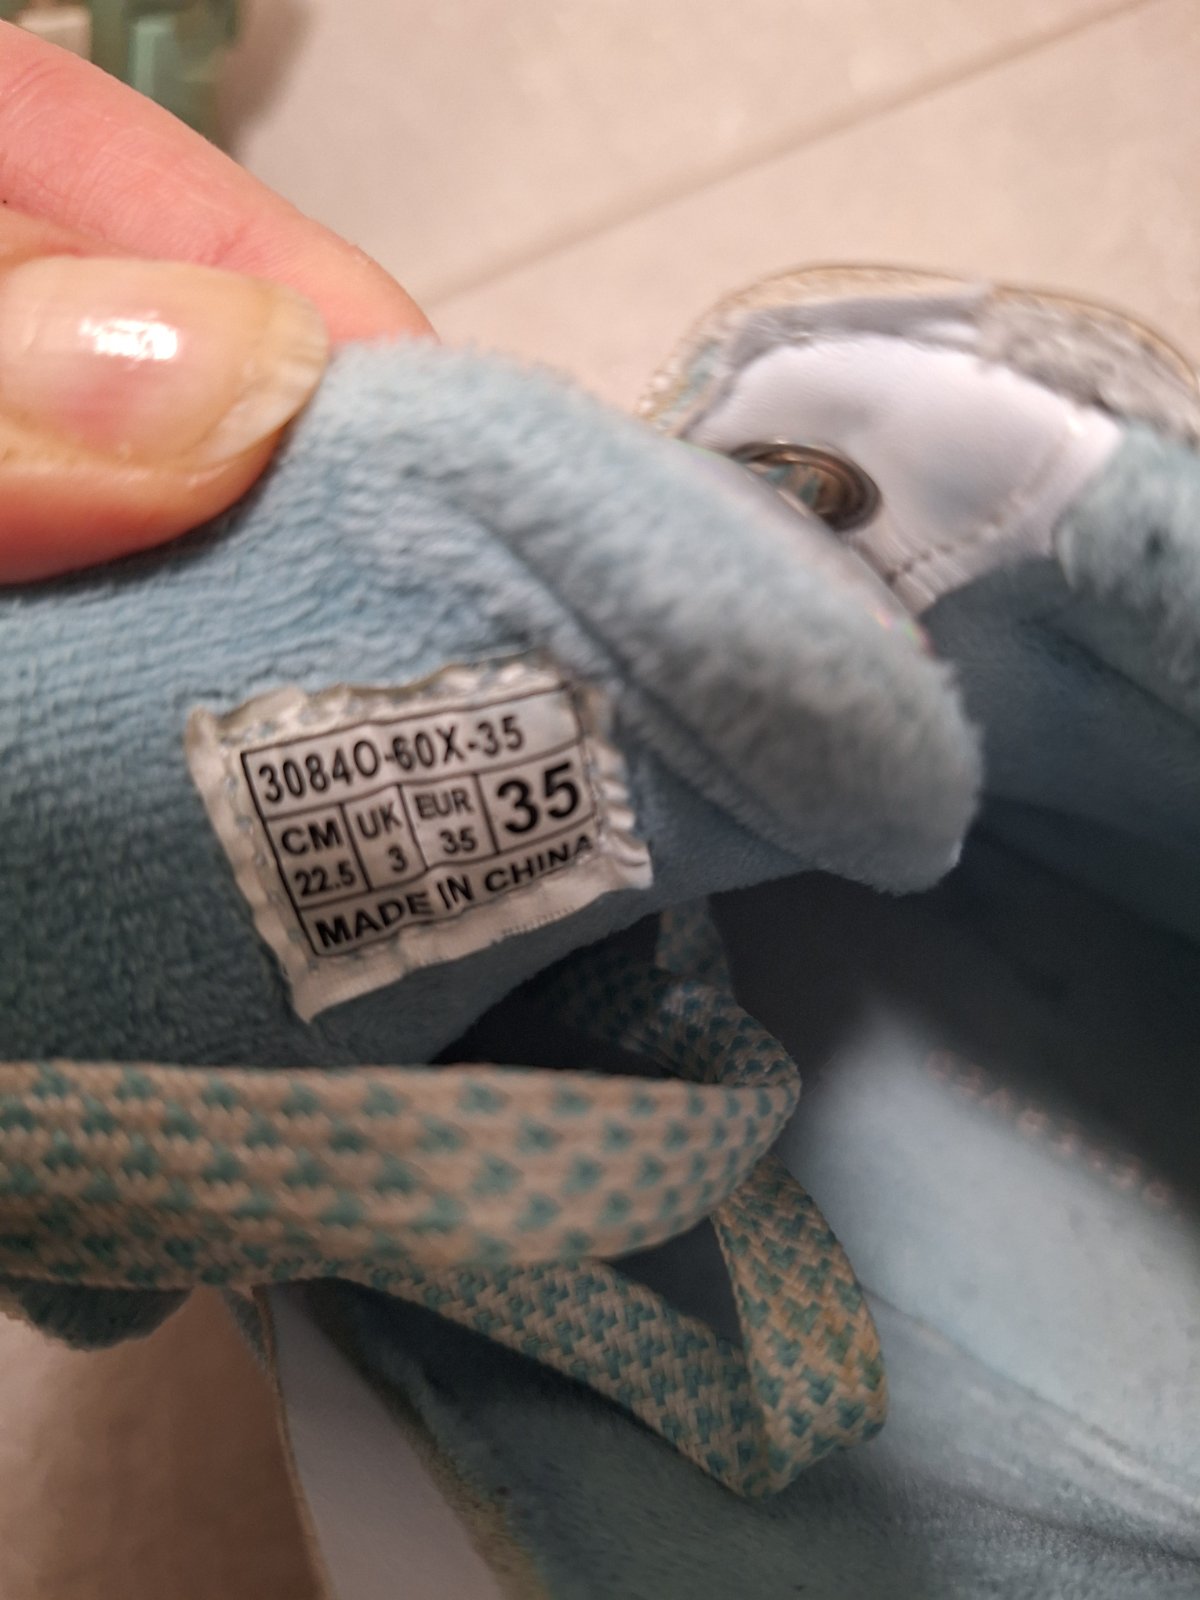 30840-60X-35
CM UK EUR 35
22.5 3 35
MADE IN CHINA